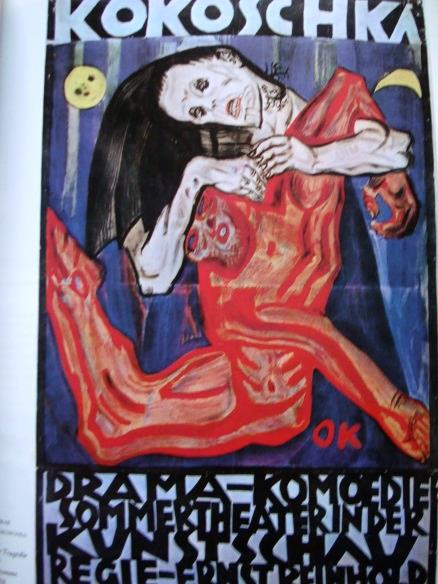 KOKOSCHKA
OK
DRAMA-KOMOEDIE
SOMMERTHEATER IN DER
KUNSTSCHAU
REGIE-ERNST REINHOLD